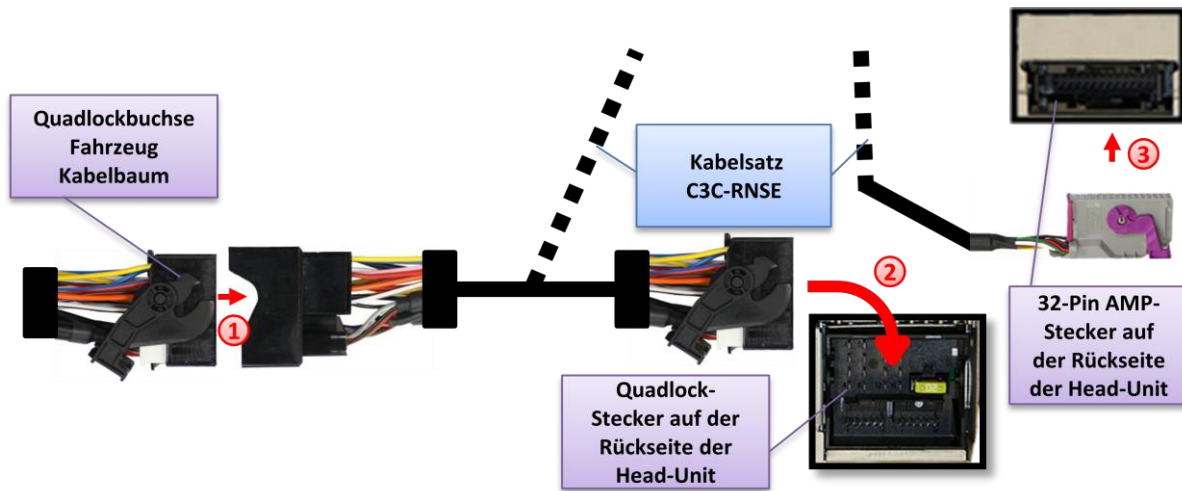 Quadlockbuchse
Fahrzeug
Kabelbaum
Kabelsatz
C3C-RNSE
1
2
3
Quadlock-
Stecker auf der
Rückseite der
Head-Unit
32-Pin AMP-
Stecker auf
der Rückseite
der Head-Unit
20